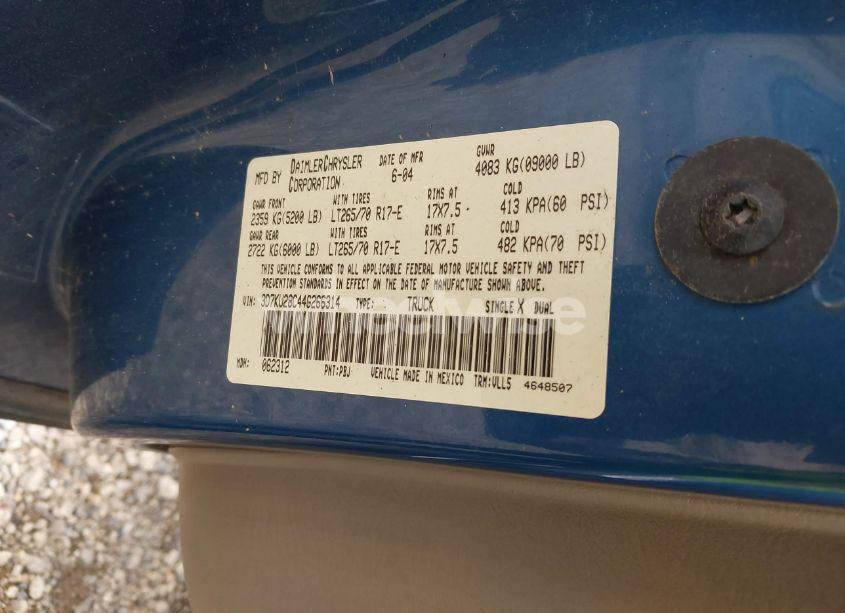 MFD BY DAIMLERCHRYSLER CORPORATION DATE OF MFR 6-04 GVWR 4083 KG(09000 LB)
GAWR FRONT WITH TIRES RIMS AT COLD
2359 KG(5200 LB) LT265/70 R17-E 17X7.5 413 KPA(60 PSI)
GAWR REAR WITH TIRES RIMS AT COLD
2722 KG(6000 LB) LT265/70 R17-E 17X7.5 482 KPA(70 PSI)
THIS VEHICLE CONFORMS TO ALL APPLICABLE FEDERAL MOTOR VEHICLE SAFETY AND THEFT
PREVENTION STANDARDS IN EFFECT ON THE DATE OF MANUFACTURE SHOWN ABOVE.
VIN: 3D7KU28C44G266314 TYPE: TRUCK SINGLE X DUAL
wheelwise
MDH: 062312 PNT:PBJ VEHICLE MADE IN MEXICO TRM:VLL5 4648507